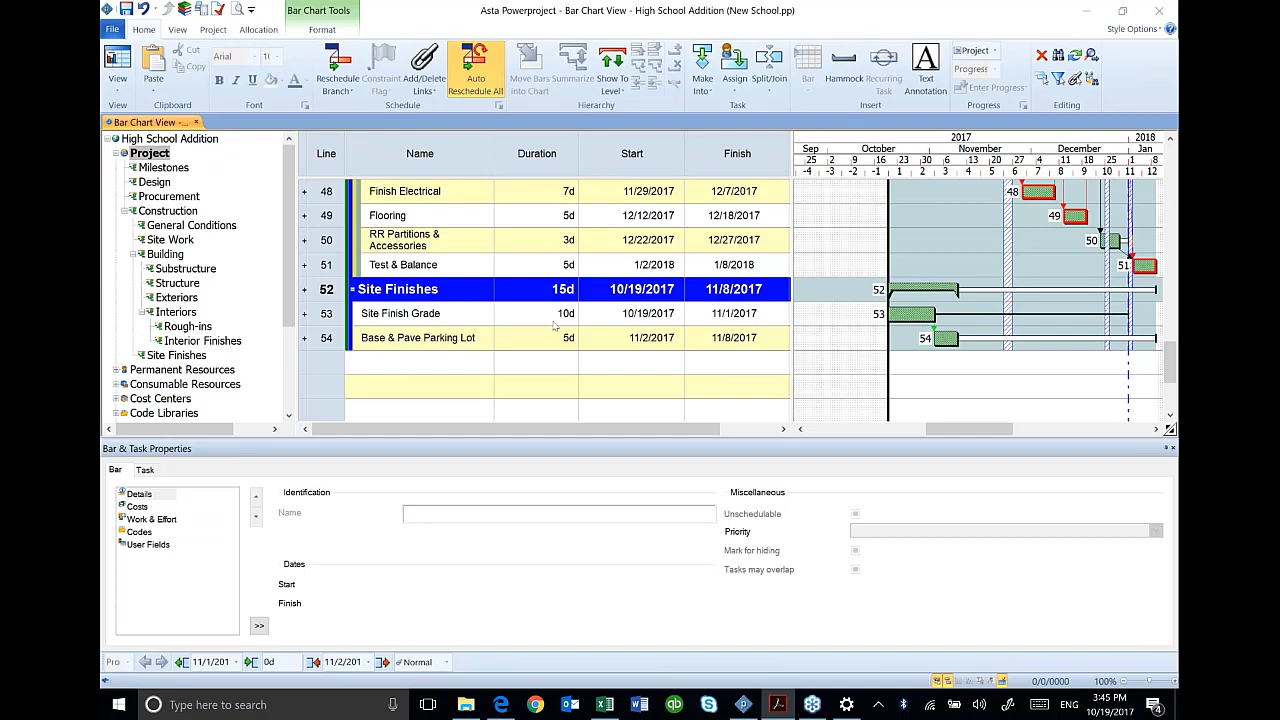 Bar Chart Tools
Asta Powerproject - Bar Chart View - High School Addition (New School.pp)
File Home View Project Allocation Format Style Options
Cut
Arial
Project
Progress
Enter Progress
View Paste Reschedule Branch Constraint Flag Add/Delete Links Auto Reschedule All Move Bars into Chart Summarize Show To Level Make Into Assign Split/Join Bar Hammock Recurring Task Text Annotation
B I U A
View Clipboard Font Schedule Hierarchy Task Insert Progress Editing
Bar Chart View -...
High School Addition
Project
Milestones
Design
Procurement
Construction
General Conditions
Site Work
Building
Substructure
Structure
Exteriors
Interiors
Rough-ins
Interior Finishes
Site Finishes
Permanent Resources
Consumable Resources
Cost Centers
Code Libraries
Line Name Duration Start Finish
48 Finish Electrical 7d 11/29/2017 12/7/2017
49 Flooring 5d 12/12/2017 12/18/2017
50 RR Partitions & Accessories 3d 12/22/2017 12/27/2017
51 Test & Balance 5d 1/2/2018 1/8/2018
52 Site Finishes 15d 10/19/2017 11/8/2017
53 Site Finish Grade 10d 10/19/2017 11/1/2017
54 Base & Pave Parking Lot 5d 11/2/2017 11/8/2017
2017 2018
Sep October November December Jan
25 2 9 16 23 30 6 13 20 27 4 11 18 25 1 8
-4 -3 -2 -1 1 2 3 4 5 6 7 8 9 10 11 12
48
49
50
51
52
53
54
Bar & Task Properties
Bar Task
Details
Costs
Work & Effort
Codes
User Fields
Identification
Name
Dates
Start
Finish
>>
Miscellaneous
Unschedulable
Priority
Mark for hiding
Tasks may overlap
Pro 11/1/201 0d 11/2/201 Normal
0/0/0000 100%
Type here to search
ENG
3:45 PM
10/19/2017
4